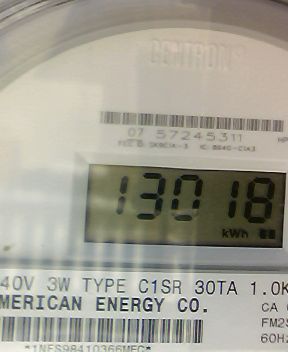 CENTRON
07 57245311
13018
kWh
40V 3W TYPE C1SR 30TA 1.0K
MERICAN ENERGY CO. CA
FM2S
60HZ